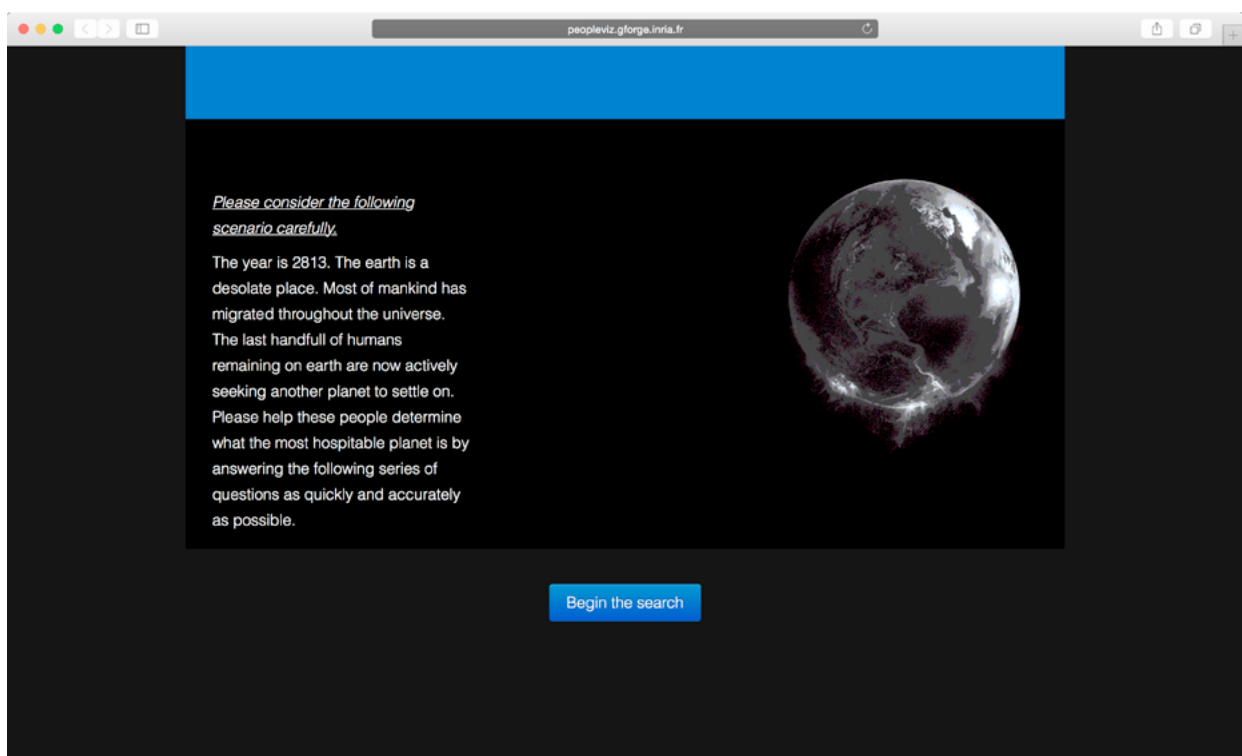 peopleviz.gforge.inria.fr
Please consider the following
scenario carefully.
The year is 2813. The earth is a
desolate place. Most of mankind has
migrated throughout the universe.
The last handfull of humans
remaining on earth are now actively
seeking another planet to settle on.
Please help these people determine
what the most hospitable planet is by
answering the following series of
questions as quickly and accurately
as possible.
Begin the search